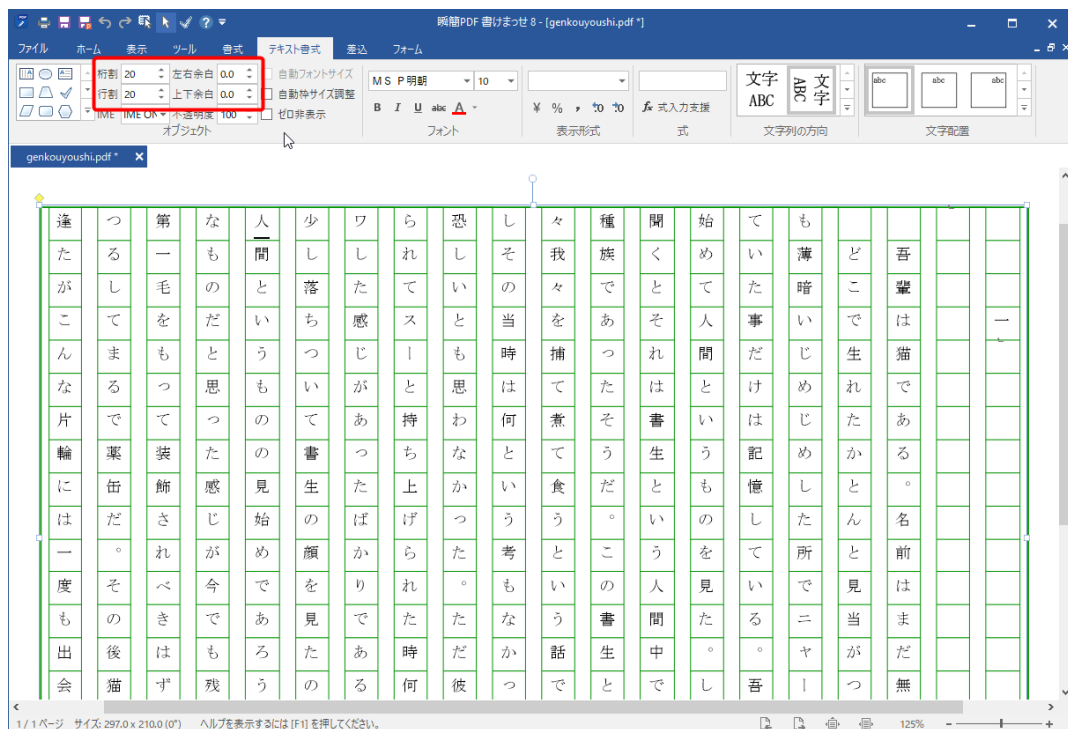 瞬簡PDF 書けまっせ 8 - [genkouyoushi.pdf *]
ファイル ホーム 表示 ツール 書式 テキスト書式 差込 フォーム
桁割 20 左右余白 0.0 自動フォントサイズ
行割 20 上下余白 0.0 自動枠サイズ調整
IME IME ON 不透明度 100 ゼロ非表示
オブジェクト
ＭＳ Ｐ明朝 10
B I U abc A
フォント
¥ % , .00 .00
表示形式
fx 式入力支援
式
文字 ABC 文字 ABC
文字列の方向
abc abc abc
文字配置
genkouyoushi.pdf *
一
吾輩は猫である。名前はまだ無
どこで生れたかとんと見当がつ
も薄暗いじめじめした所でニャー
ていた事だけは記憶している。吾
始めて人間というものを見た。し
聞くとそれは書生という人間中で
種族であったそうだ。この書生と
々我々を捕て煮て食うという話で
しその当時は何という考もなかっ
恐しいとも思わなかった。ただ彼
られてスーと持ち上げられた時何
ワした感じがあったばかりである
少し落ちついて書生の顔を見たの
人間というものの見始めであろう
なものだと思った感じが今でも残
第一毛をもって装飾されべきはず
つるしてまるで薬缶だ。その後猫
逢たがこんな片輪には一度も出会
1 / 1 ページ サイズ: 297.0 x 210.0 (0°) ヘルプを表示するには [F1] を押してください。 125%